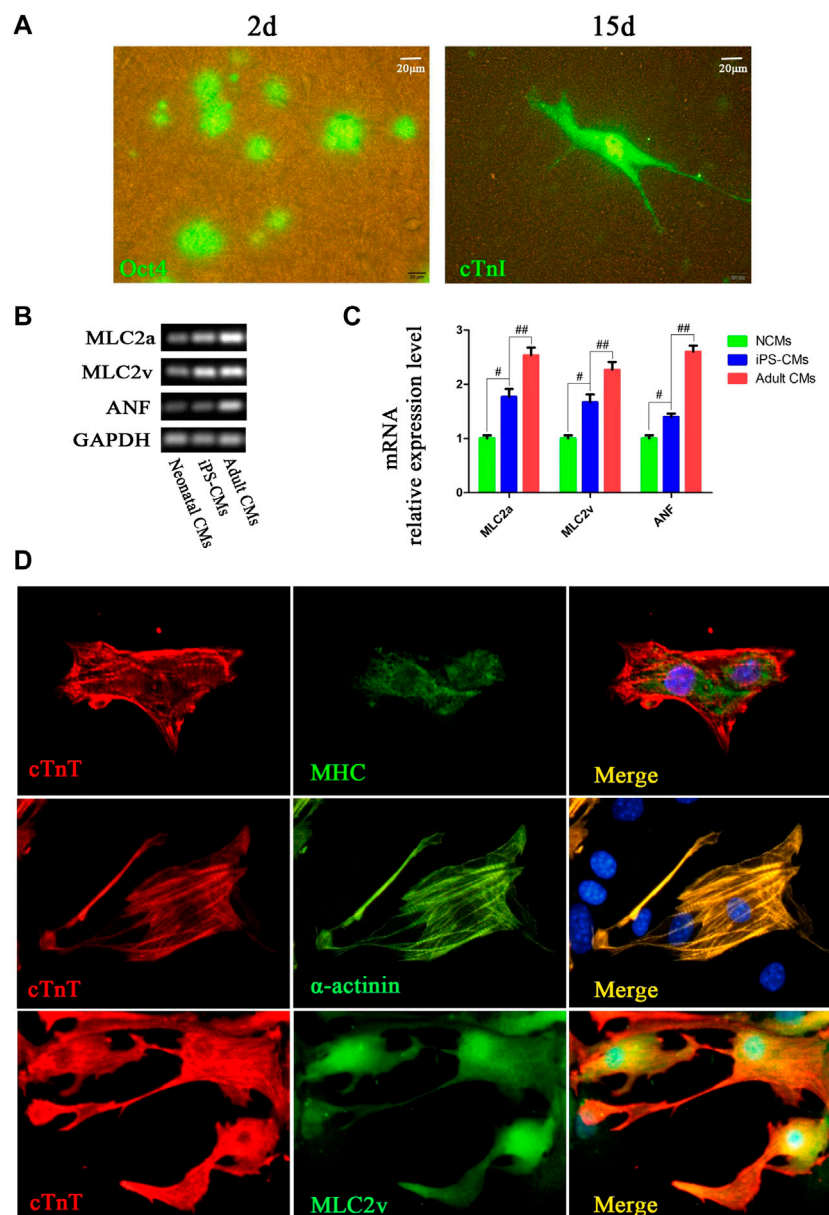 A
2d
15d
20μm
20μm
Oct4
cTnI
B
MLC2a
MLC2v
ANF
GAPDH
Neonatal CMs
iPS-CMs
Adult CMs
C
mRNA
relative expression level
3
2
1
0
#
##
#
##
#
##
MLC2a
MLC2v
ANF
NCMs
iPS-CMs
Adult CMs
D
cTnT
MHC
Merge
cTnT
α-actinin
Merge
cTnT
MLC2v
Merge